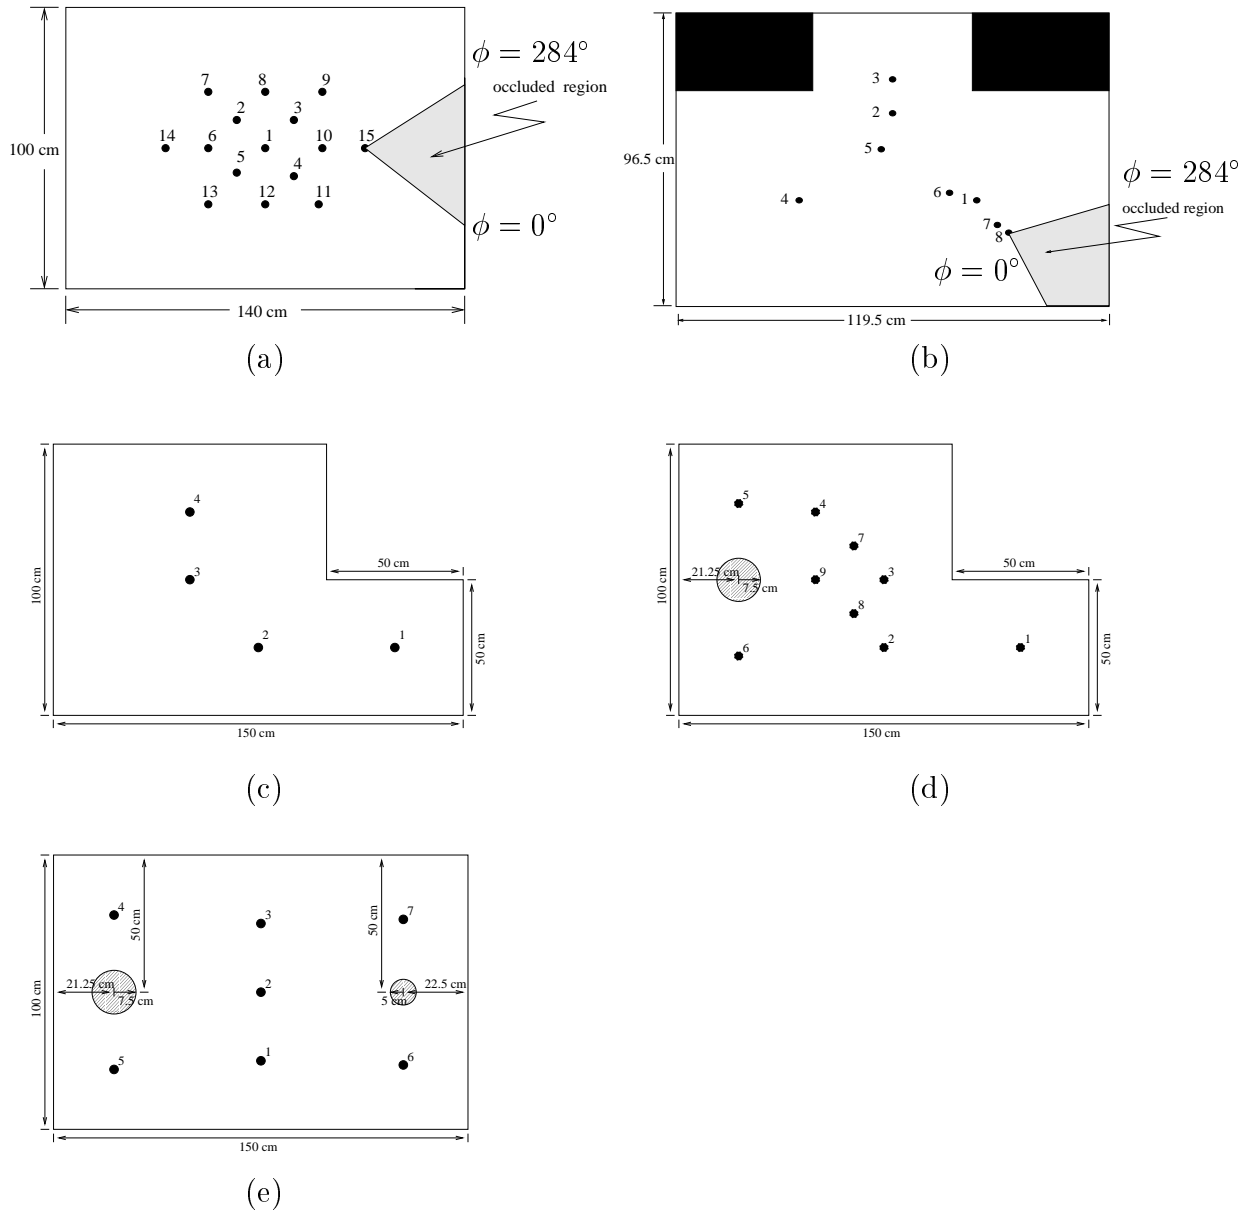 ϕ = 284°
occluded region
7 8 9
2 3
14 6 1 10 15
5 4
13 12 11
100 cm
ϕ = 0°
140 cm
(a)
3
2
5
96.5 cm
4 6 1
7
8
ϕ = 284°
occluded region
ϕ = 0°
119.5 cm
(b)
4
3
2 1
100 cm
50 cm
50 cm
150 cm
(c)
5 4
7
9 3
8
6 2 1
21.25 cm
7.5 cm
100 cm
50 cm
50 cm
150 cm
(d)
4 3 7
50 cm
50 cm
21.25 cm
7.5 cm
2
5 cm
22.5 cm
100 cm
5 1 6
150 cm
(e)